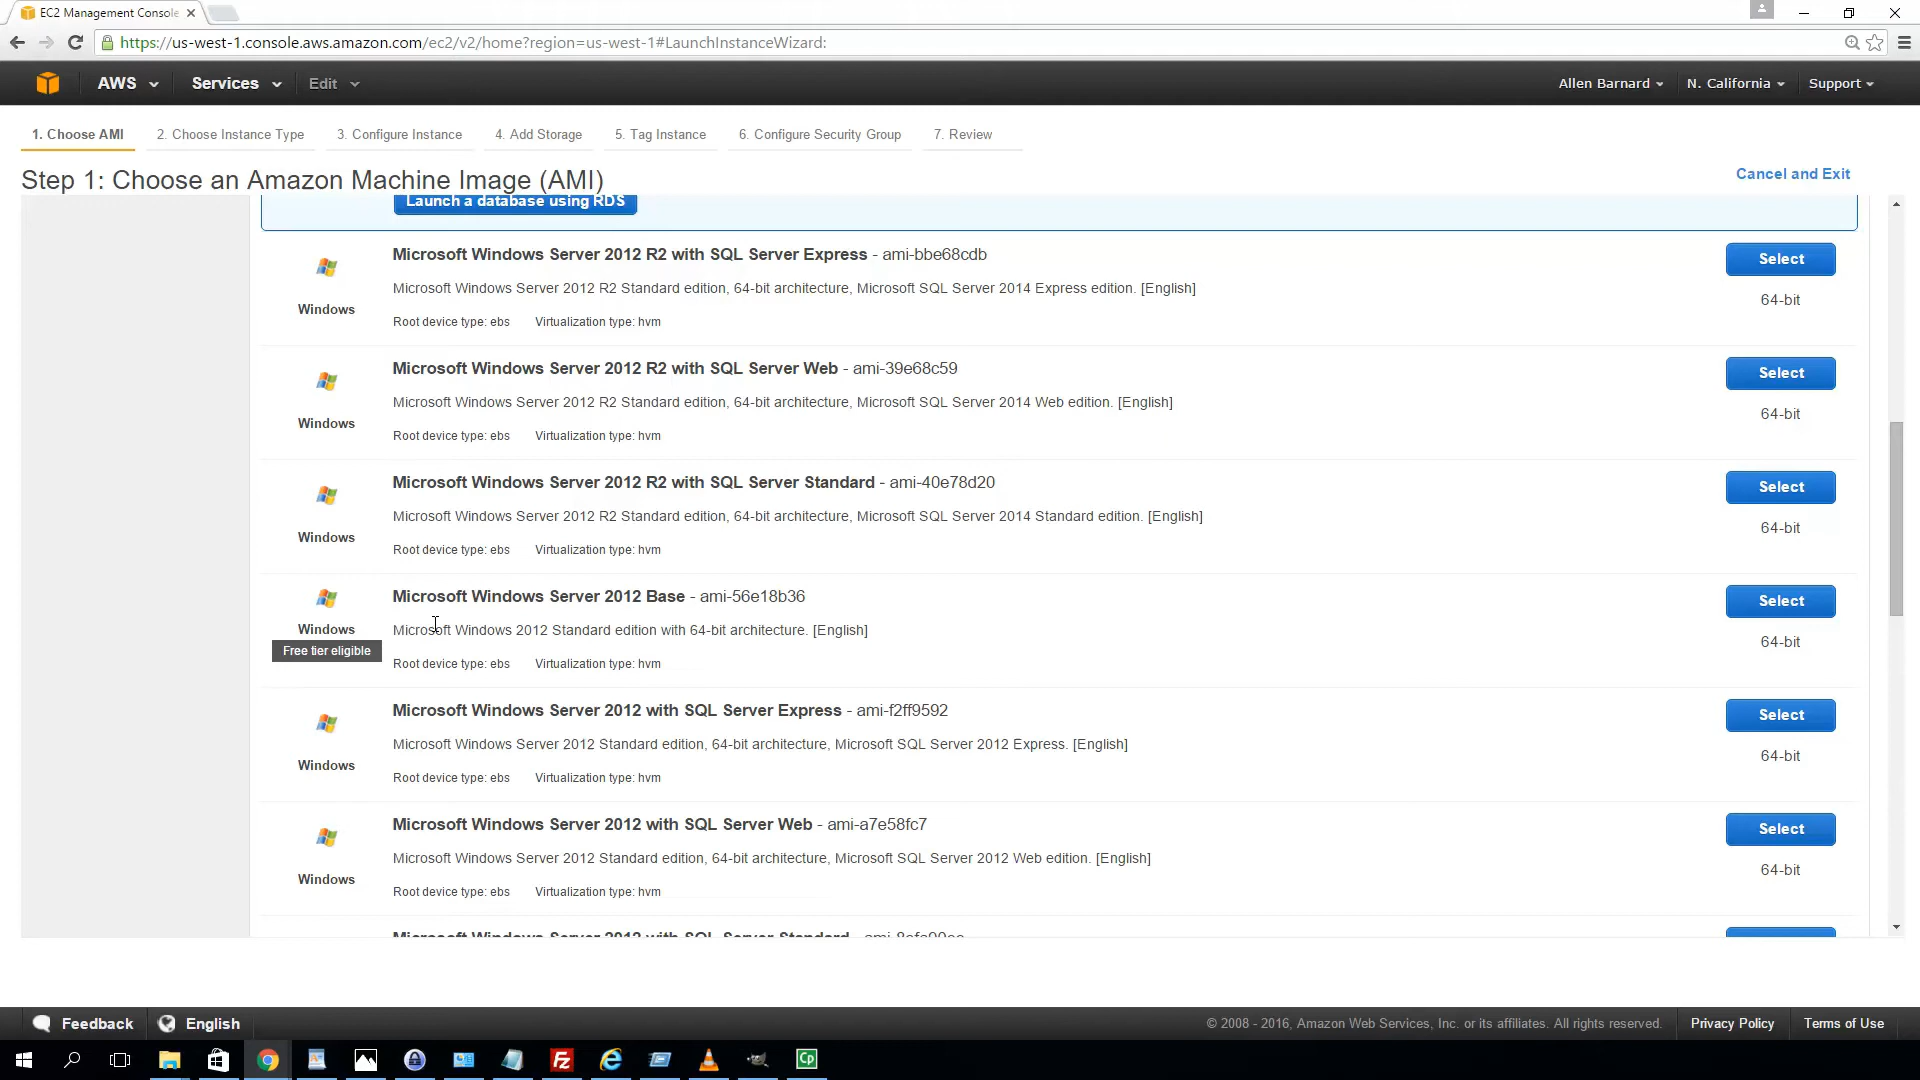 EC2 Management Console
https://us-west-1.console.aws.amazon.com/ec2/v2/home?region=us-west-1#LaunchInstanceWizard:
AWS Services Edit Allen Barnard N. California Support
1. Choose AMI 2. Choose Instance Type 3. Configure Instance 4. Add Storage 5. Tag Instance 6. Configure Security Group 7. Review
Step 1: Choose an Amazon Machine Image (AMI) Cancel and Exit
Launch a database using RDS
Microsoft Windows Server 2012 R2 with SQL Server Express - ami-bbe68cdb
Select
Microsoft Windows Server 2012 R2 Standard edition, 64-bit architecture, Microsoft SQL Server 2014 Express edition. [English]
64-bit
Windows
Root device type: ebs Virtualization type: hvm
Microsoft Windows Server 2012 R2 with SQL Server Web - ami-39e68c59
Select
Microsoft Windows Server 2012 R2 Standard edition, 64-bit architecture, Microsoft SQL Server 2014 Web edition. [English]
64-bit
Windows
Root device type: ebs Virtualization type: hvm
Microsoft Windows Server 2012 R2 with SQL Server Standard - ami-40e78d20
Select
Microsoft Windows Server 2012 R2 Standard edition, 64-bit architecture, Microsoft SQL Server 2014 Standard edition. [English]
64-bit
Windows
Root device type: ebs Virtualization type: hvm
Microsoft Windows Server 2012 Base - ami-56e18b36
Select
Windows
Microsoft Windows 2012 Standard edition with 64-bit architecture. [English]
64-bit
Free tier eligible
Root device type: ebs Virtualization type: hvm
Microsoft Windows Server 2012 with SQL Server Express - ami-f2ff9592
Select
Microsoft Windows Server 2012 Standard edition, 64-bit architecture, Microsoft SQL Server 2012 Express. [English]
64-bit
Windows
Root device type: ebs Virtualization type: hvm
Microsoft Windows Server 2012 with SQL Server Web - ami-a7e58fc7
Select
Microsoft Windows Server 2012 Standard edition, 64-bit architecture, Microsoft SQL Server 2012 Web edition. [English]
64-bit
Windows
Root device type: ebs Virtualization type: hvm
Microsoft Windows Server 2012 with SQL Server Standard
Feedback English © 2008 - 2016, Amazon Web Services, Inc. or its affiliates. All rights reserved. Privacy Policy Terms of Use
Fz
Cp